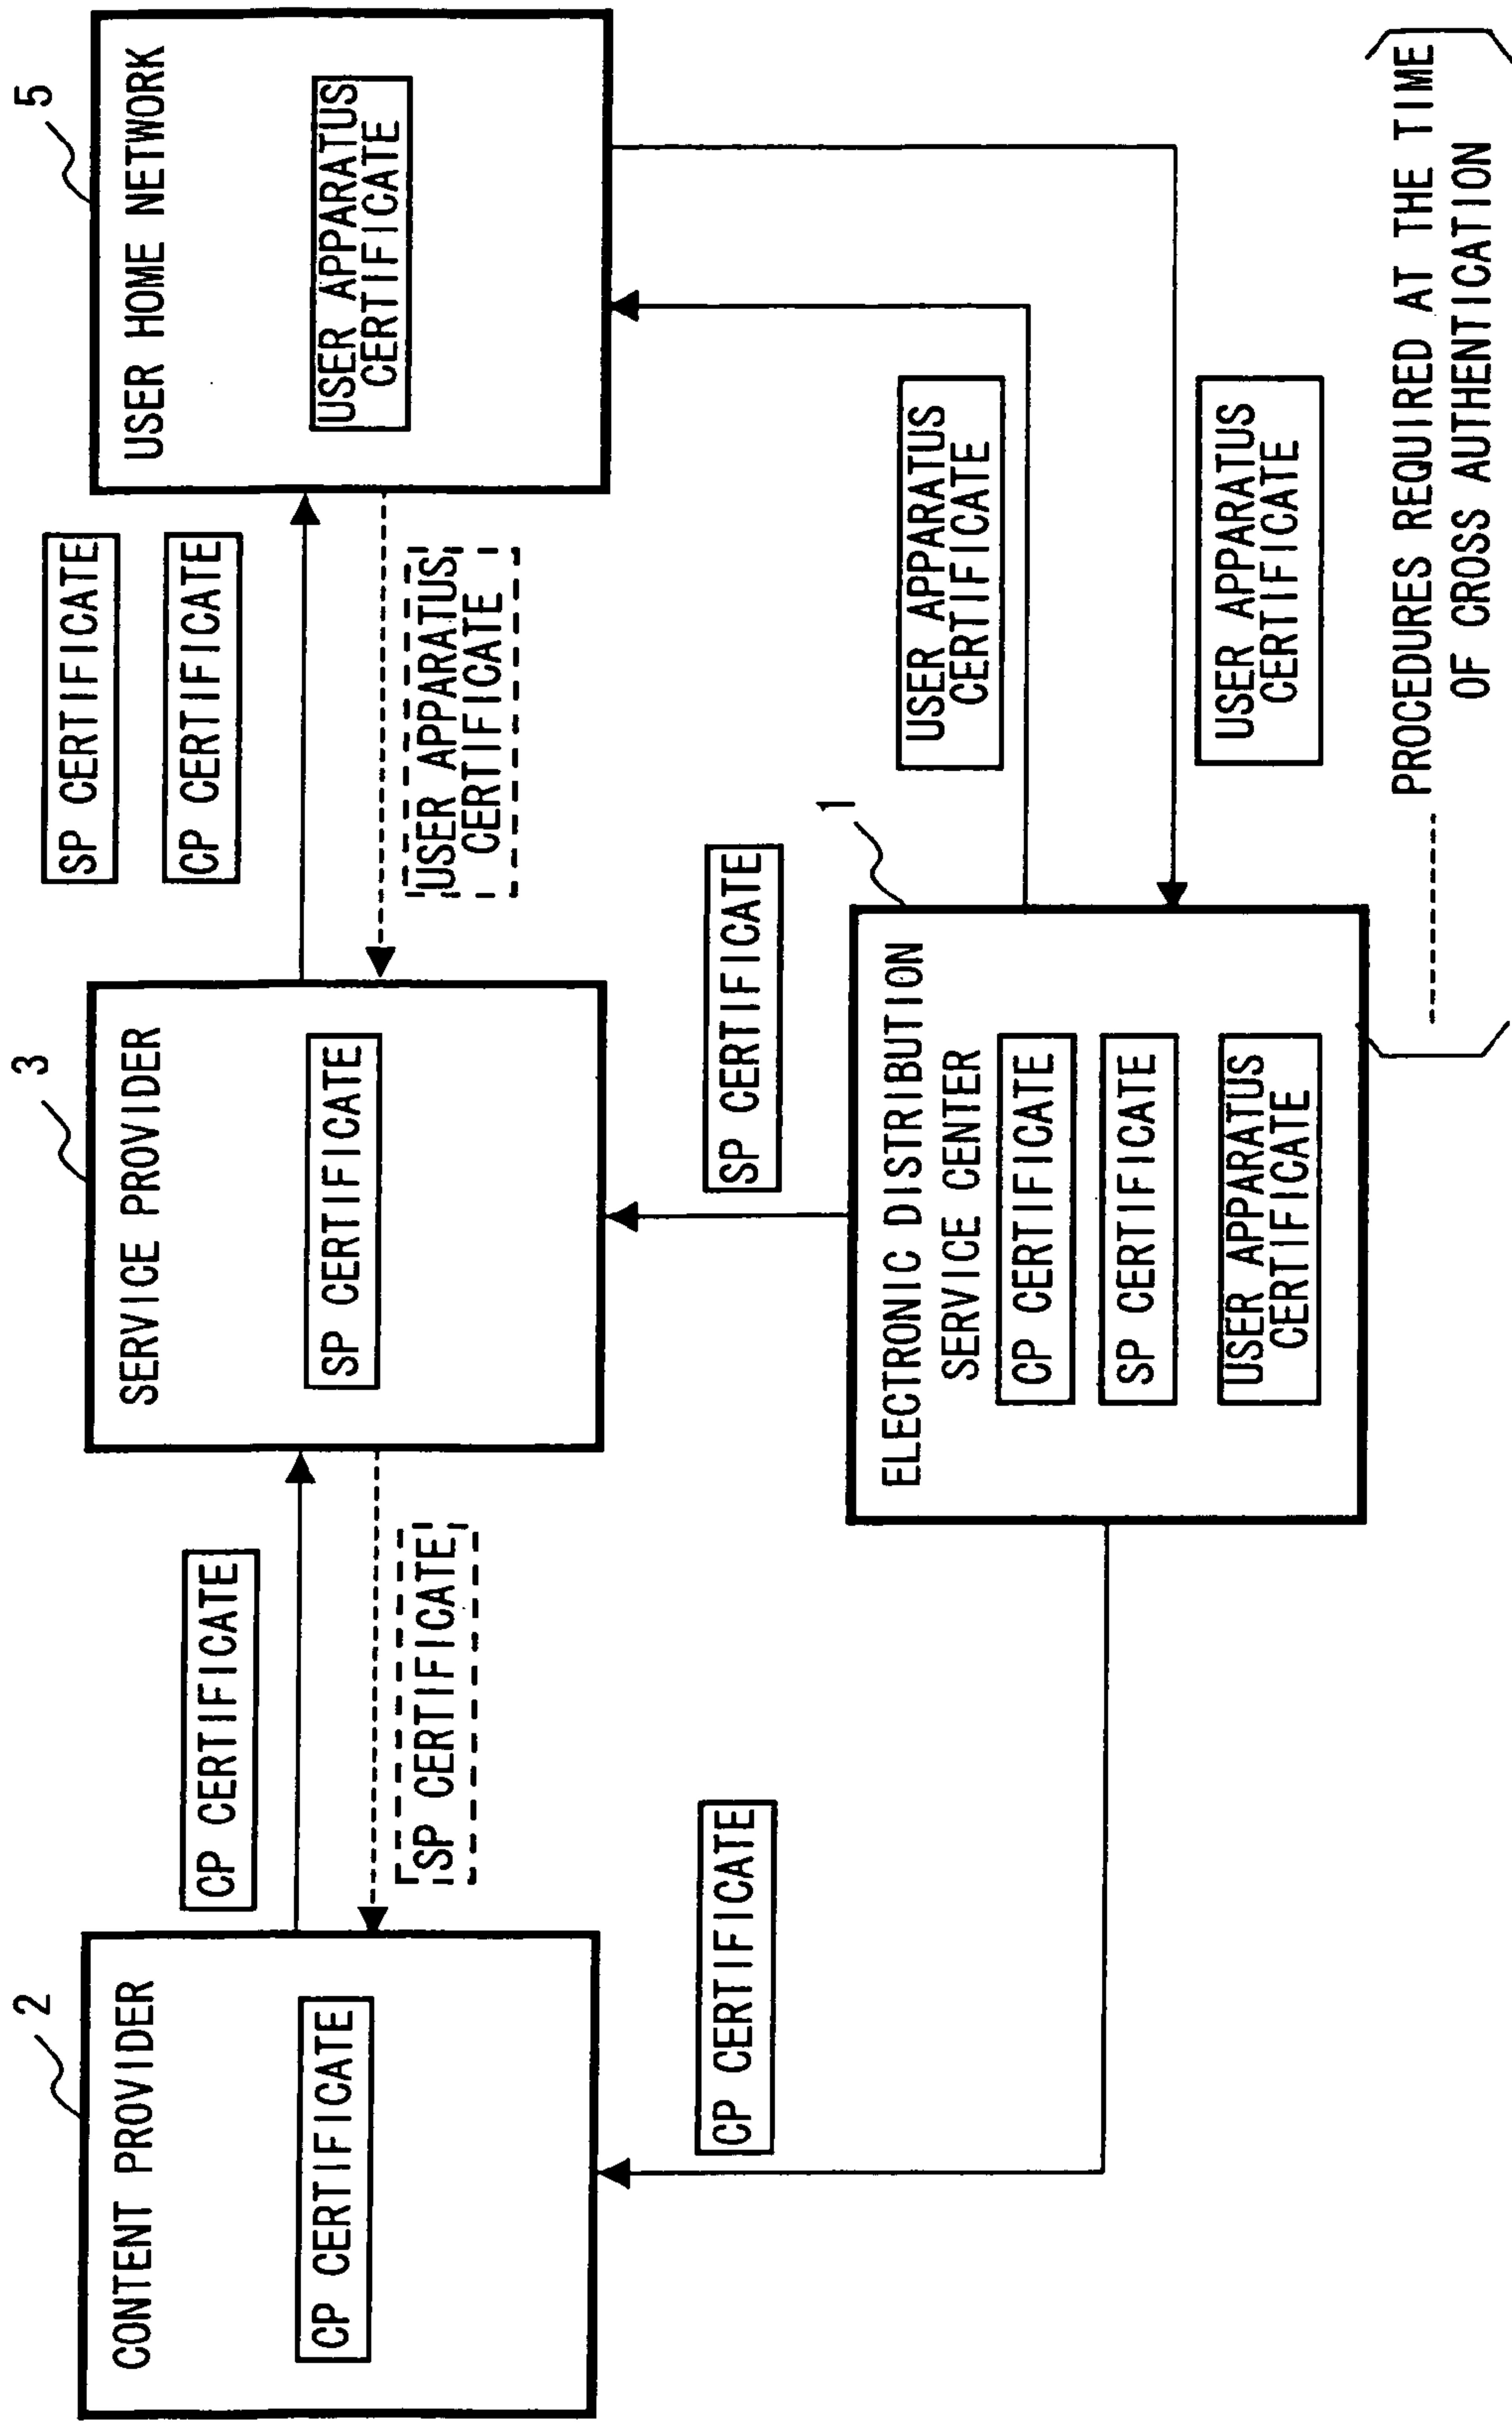 2
CONTENT PROVIDER
CP CERTIFICATE
CP CERTIFICATE
SP CERTIFICATE
3
SERVICE PROVIDER
SP CERTIFICATE
SP CERTIFICATE
CP CERTIFICATE
USER APPARATUS
CERTIFICATE
5
USER HOME NETWORK
USER APPARATUS
CERTIFICATE
CP CERTIFICATE
SP CERTIFICATE
1
ELECTRONIC DISTRIBUTION
SERVICE CENTER
CP CERTIFICATE
SP CERTIFICATE
USER APPARATUS
CERTIFICATE
USER APPARATUS
CERTIFICATE
USER APPARATUS
CERTIFICATE
PROCEDURES REQUIRED AT THE TIME
OF CROSS AUTHENTICATION